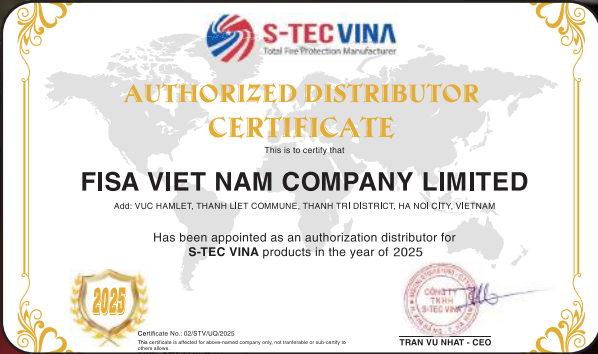 S-TECVINA
Total Fire Protection Manufacturer
AUTHORIZED DISTRIBUTOR
CERTIFICATE
This is to certify that
FISA VIET NAM COMPANY LIMITED
Add: VUC HAMLET, THANH LIET COMMUNE, THANH TRI DISTRICT, HA NOI CITY, VIETNAM
Has been appointed as an authorization distributor for
S-TEC VINA products in the year of 2025
2025
CÔNG TY
TNHH
S-TEC VINA
Certificate No.: 02/STV/UQ/2025
This certificate is affected for above-named company only, not tranferable or sub-certify to
others allows.
TRAN VU NHAT - CEO